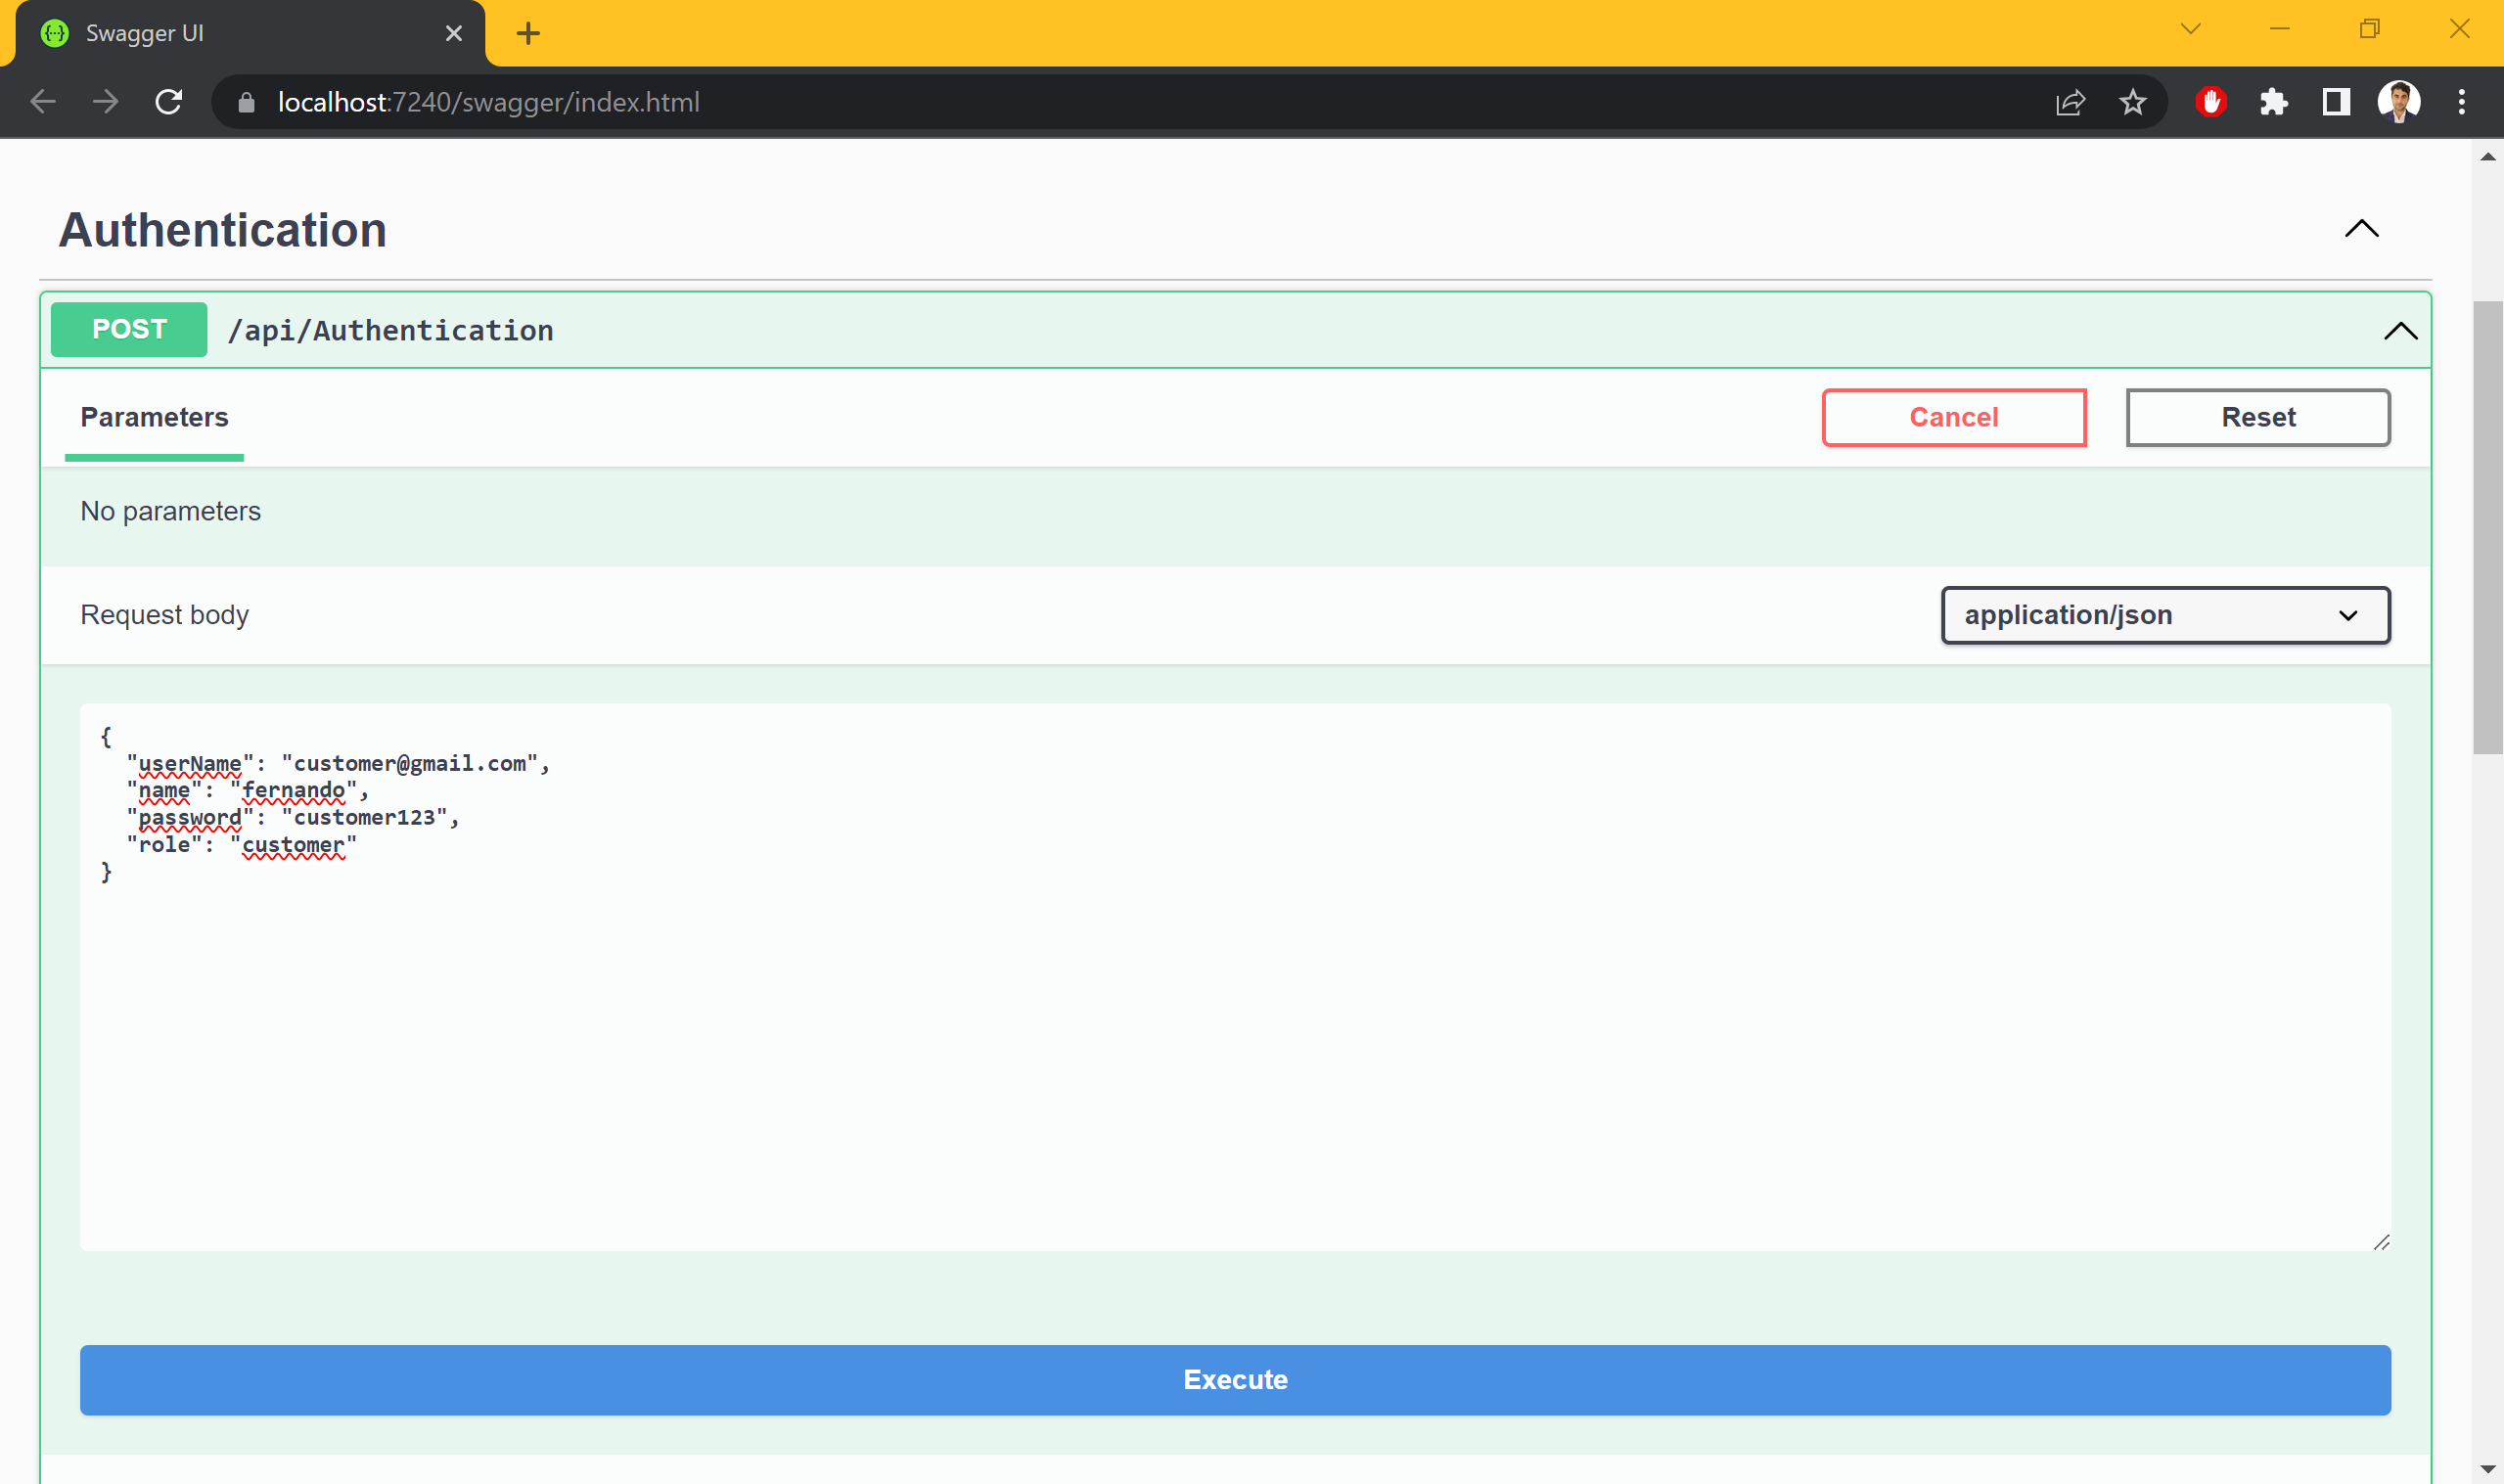 Swagger UI
localhost:7240/swagger/index.html
Authentication
POST /api/Authentication
Parameters
Cancel
Reset
No parameters
Request body
application/json
{
  "userName": "customer@gmail.com",
  "name": "fernando",
  "password": "customer123",
  "role": "customer"
}
Execute